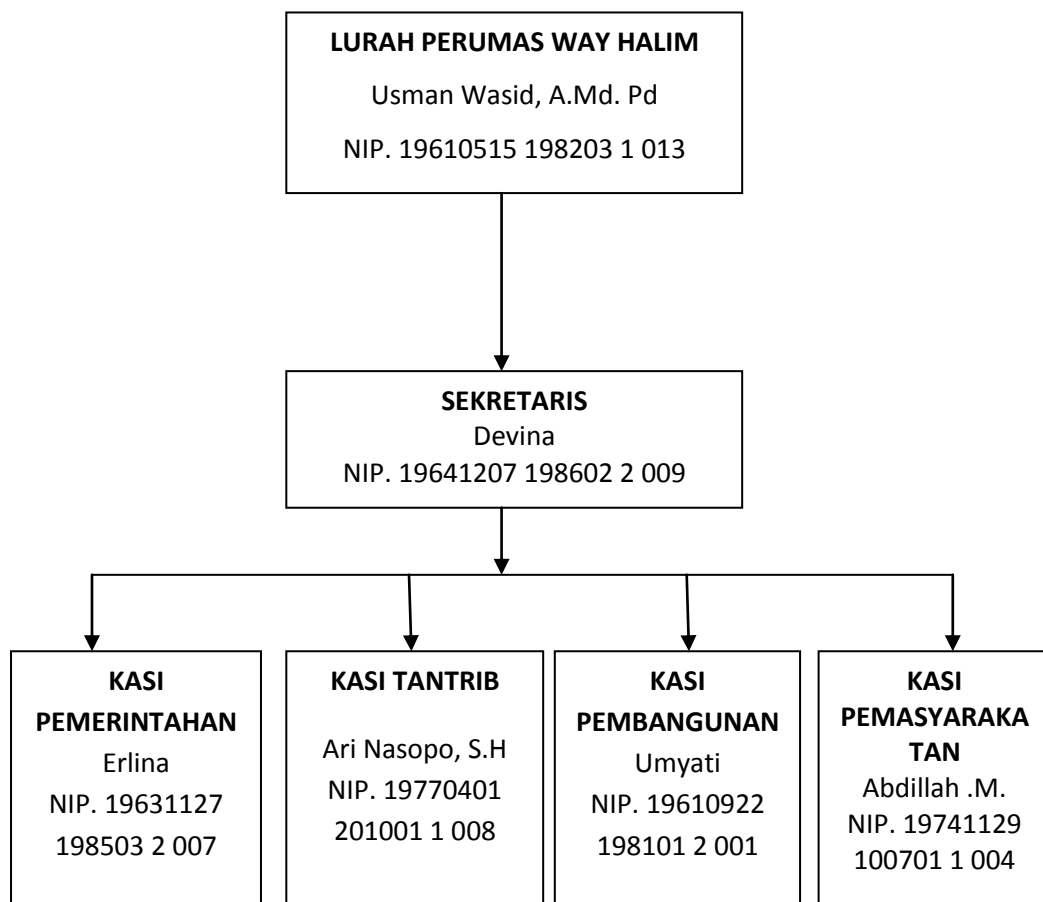 LURAH PERUMAS WAY HALIM
Usman Wasid, A.Md. Pd
NIP. 19610515 198203 1 013
SEKRETARIS
Devina
NIP. 19641207 198602 2 009
KASI
PEMERINTAHAN
Erlina
NIP. 19631127
198503 2 007
KASI TANTRIB
Ari Nasopo, S.H
NIP. 19770401
201001 1 008
KASI
PEMBANGUNAN
Umyati
NIP. 19610922
198101 2 001
KASI
PEMASYARAKA
TAN
Abdillah .M.
NIP. 19741129
100701 1 004